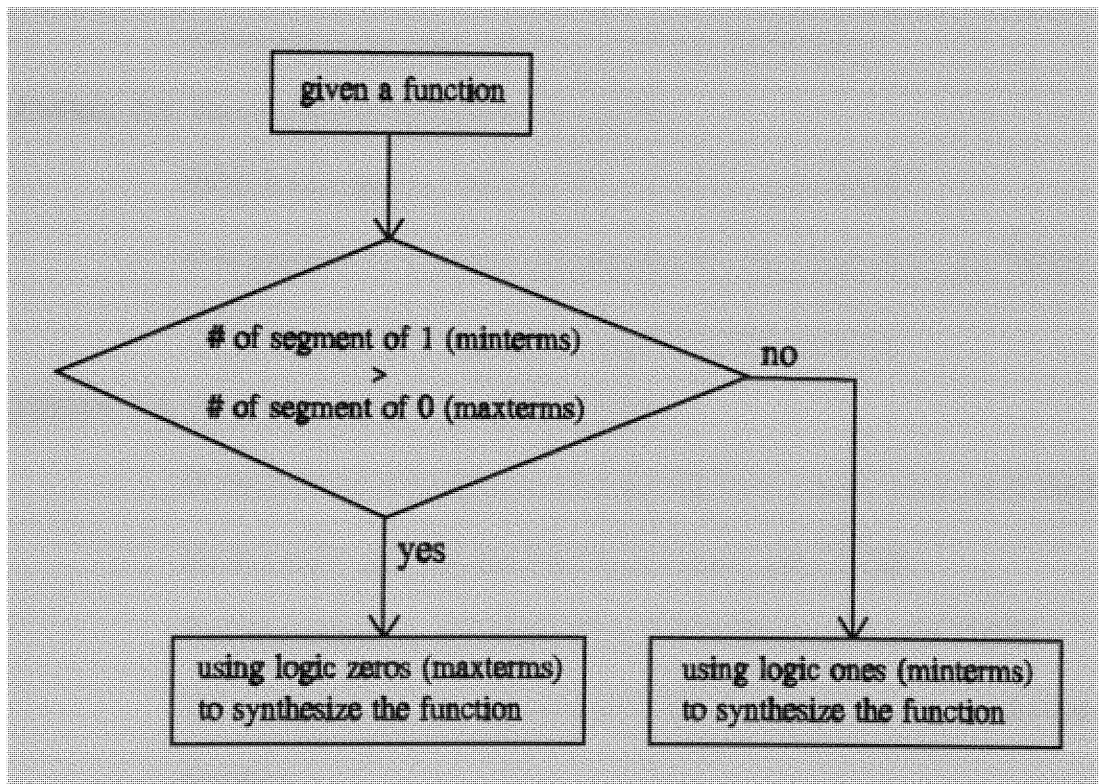 given a function
# of segment of 1 (minterms)
>
# of segment of 0 (maxterms)
no
yes
using logic zeros (maxterms)
to synthesize the function
using logic ones (minterms)
to synthesize the function